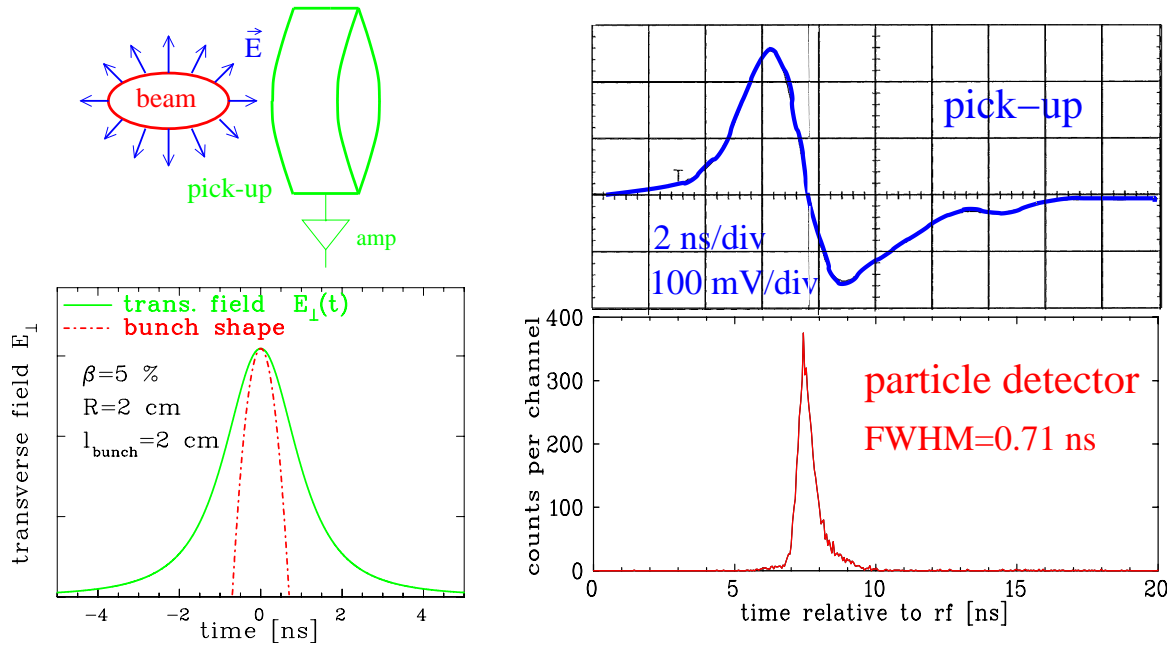 E
beam
pick-up
amp
pick-up
2 ns/div
100 mV/div
trans. field E⊥(t)
bunch shape
β=5 %
R=2 cm
l_bunch=2 cm
transverse field E⊥
-4 -2 0 2 4
time [ns]
particle detector
FWHM=0.71 ns
counts per channel
400
300
200
100
0
0 5 10 15 20
time relative to rf [ns]